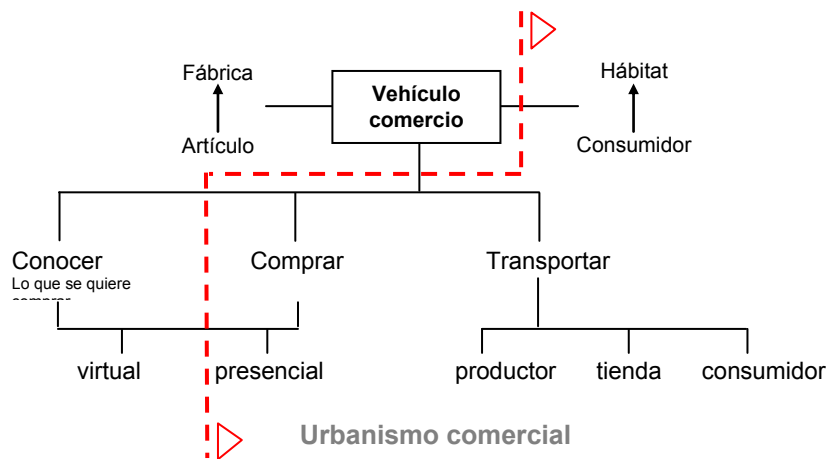 Fábrica
Vehículo
comercio
Hábitat
Artículo
Consumidor
Conocer
Lo que se quiere
comprar
Comprar
Transportar
virtual
presencial
productor
tienda
consumidor
Urbanismo comercial